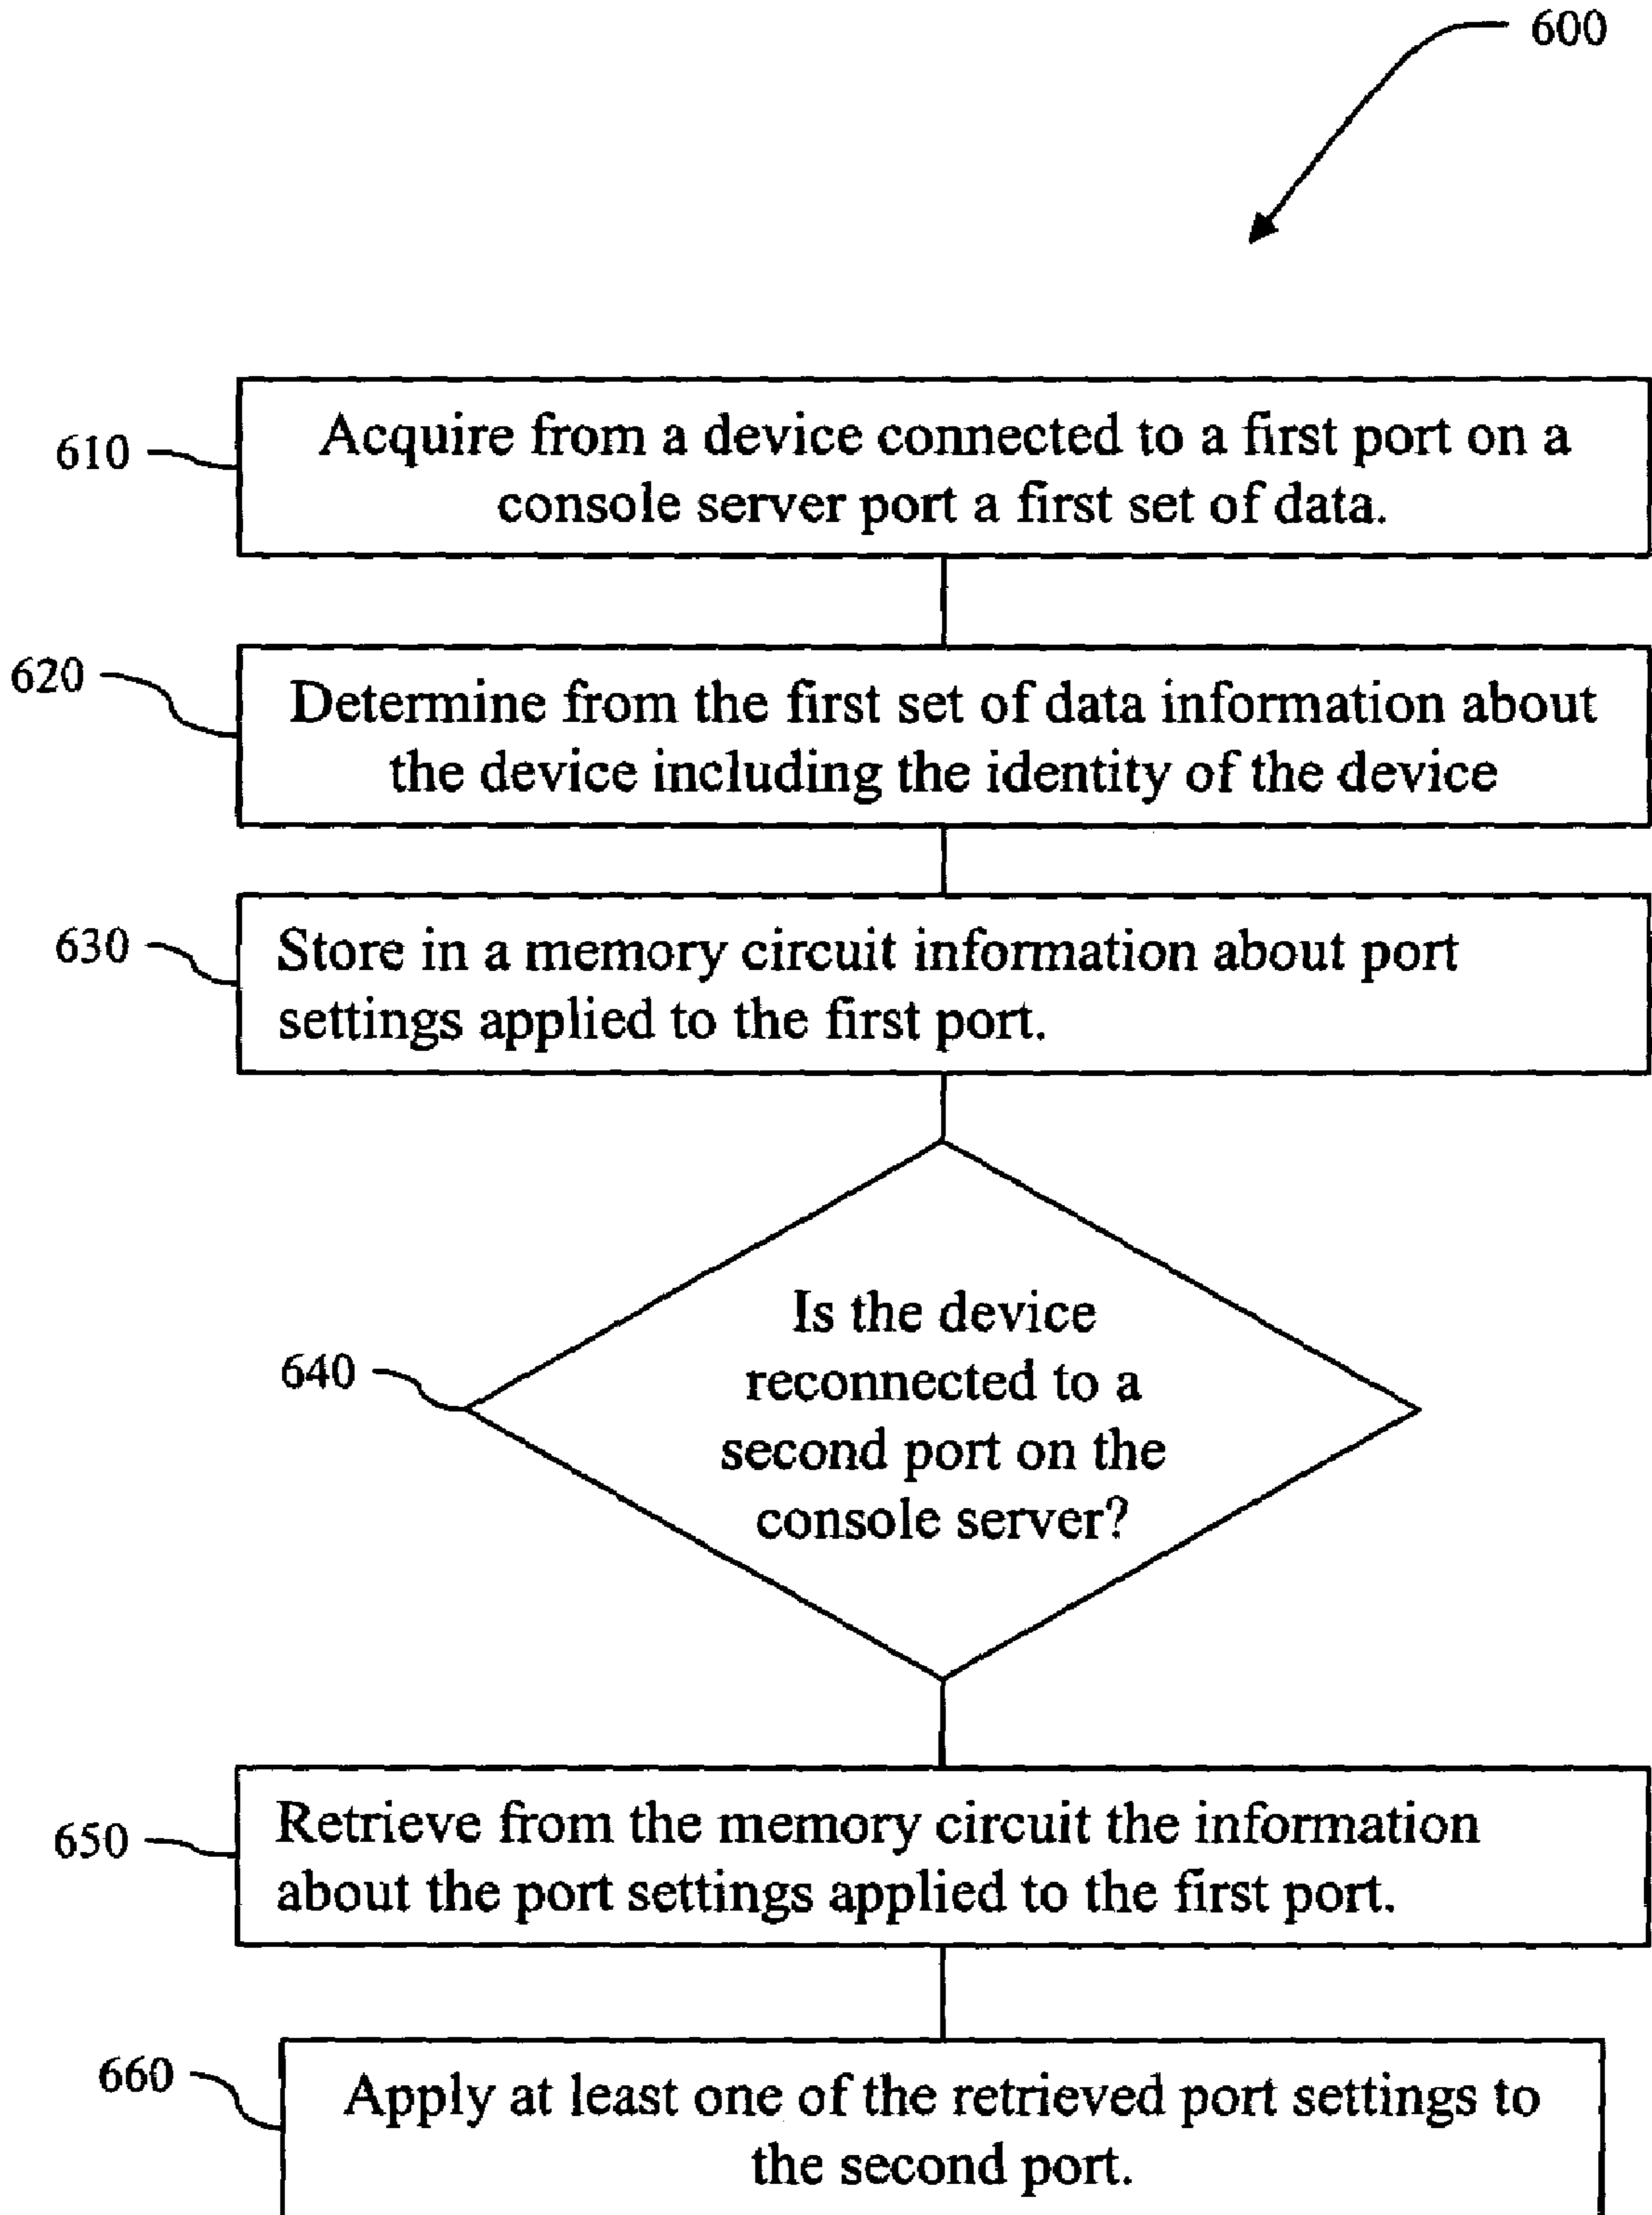 600
610
Acquire from a device connected to a first port on a
console server port a first set of data.
620
Determine from the first set of data information about
the device including the identity of the device
630
Store in a memory circuit information about port
settings applied to the first port.
640
Is the device
reconnected to a
second port on the
console server?
650
Retrieve from the memory circuit the information
about the port settings applied to the first port.
660
Apply at least one of the retrieved port settings to
the second port.